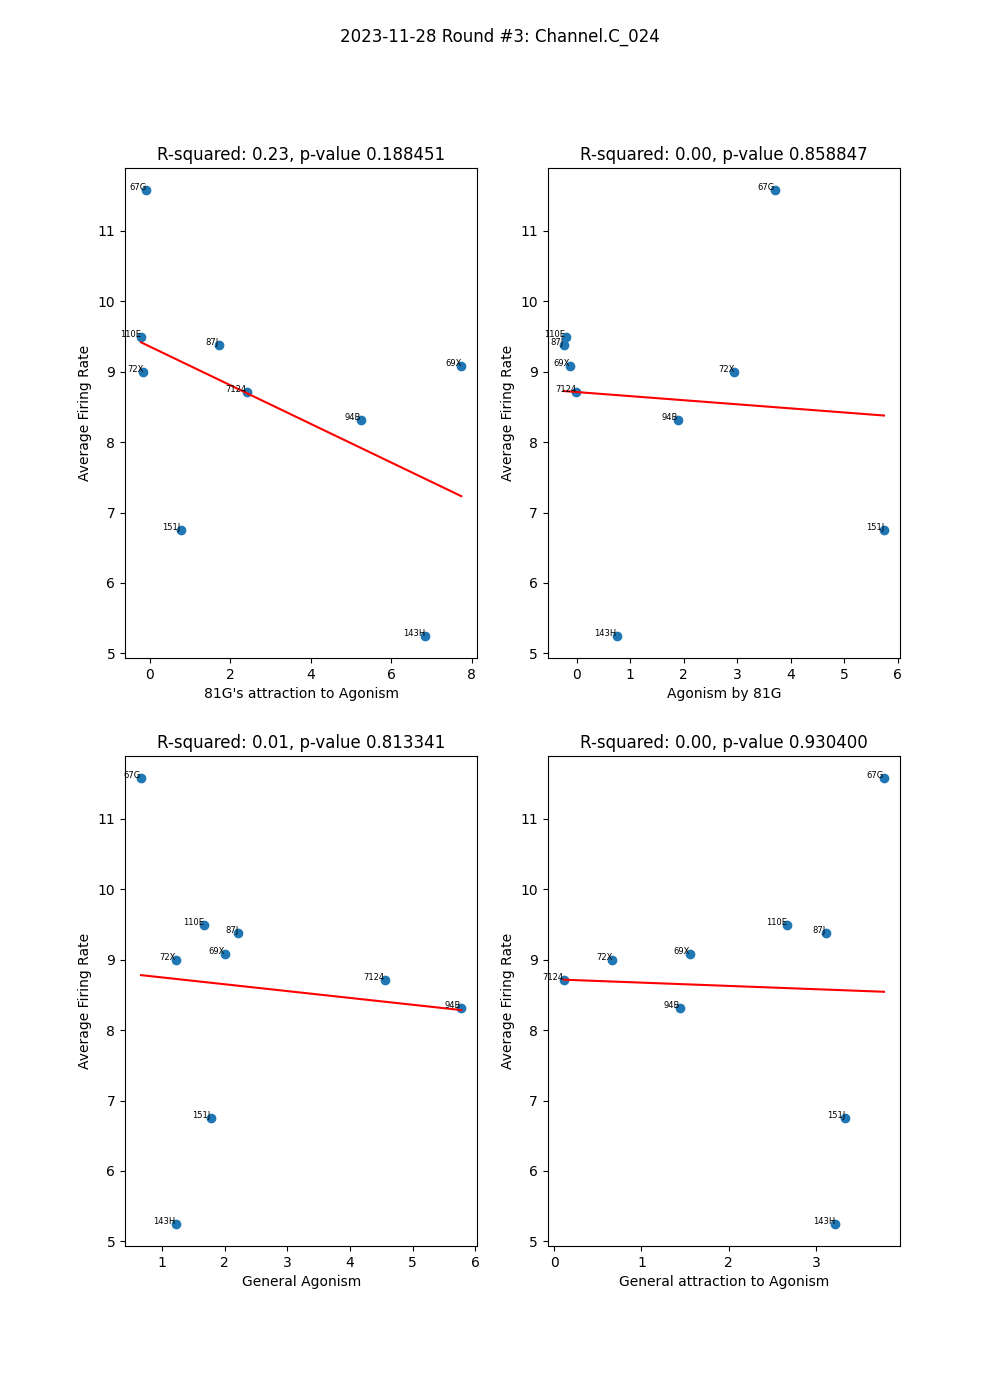 2023-11-28 Round #3: Channel.C_024
R-squared: 0.23, p-value 0.188451
Average Firing Rate
11
10
9
8
7
6
5
67G
110E
87J
72X
69X
7124
94B
151J
143H
0 2 4 6 8
81G's attraction to Agonism
R-squared: 0.00, p-value 0.858847
Average Firing Rate
11
10
9
8
7
6
5
67G
110E
87J
69X
72X
7124
94B
151J
143H
0 1 2 3 4 5 6
Agonism by 81G
R-squared: 0.01, p-value 0.813341
Average Firing Rate
11
10
9
8
7
6
5
67G
110E
87J
69X
72X
7124
94B
151J
143H
1 2 3 4 5 6
General Agonism
R-squared: 0.00, p-value 0.930400
Average Firing Rate
11
10
9
8
7
6
5
67G
110E
87J
69X
72X
7124
94B
151J
143H
0 1 2 3
General attraction to Agonism